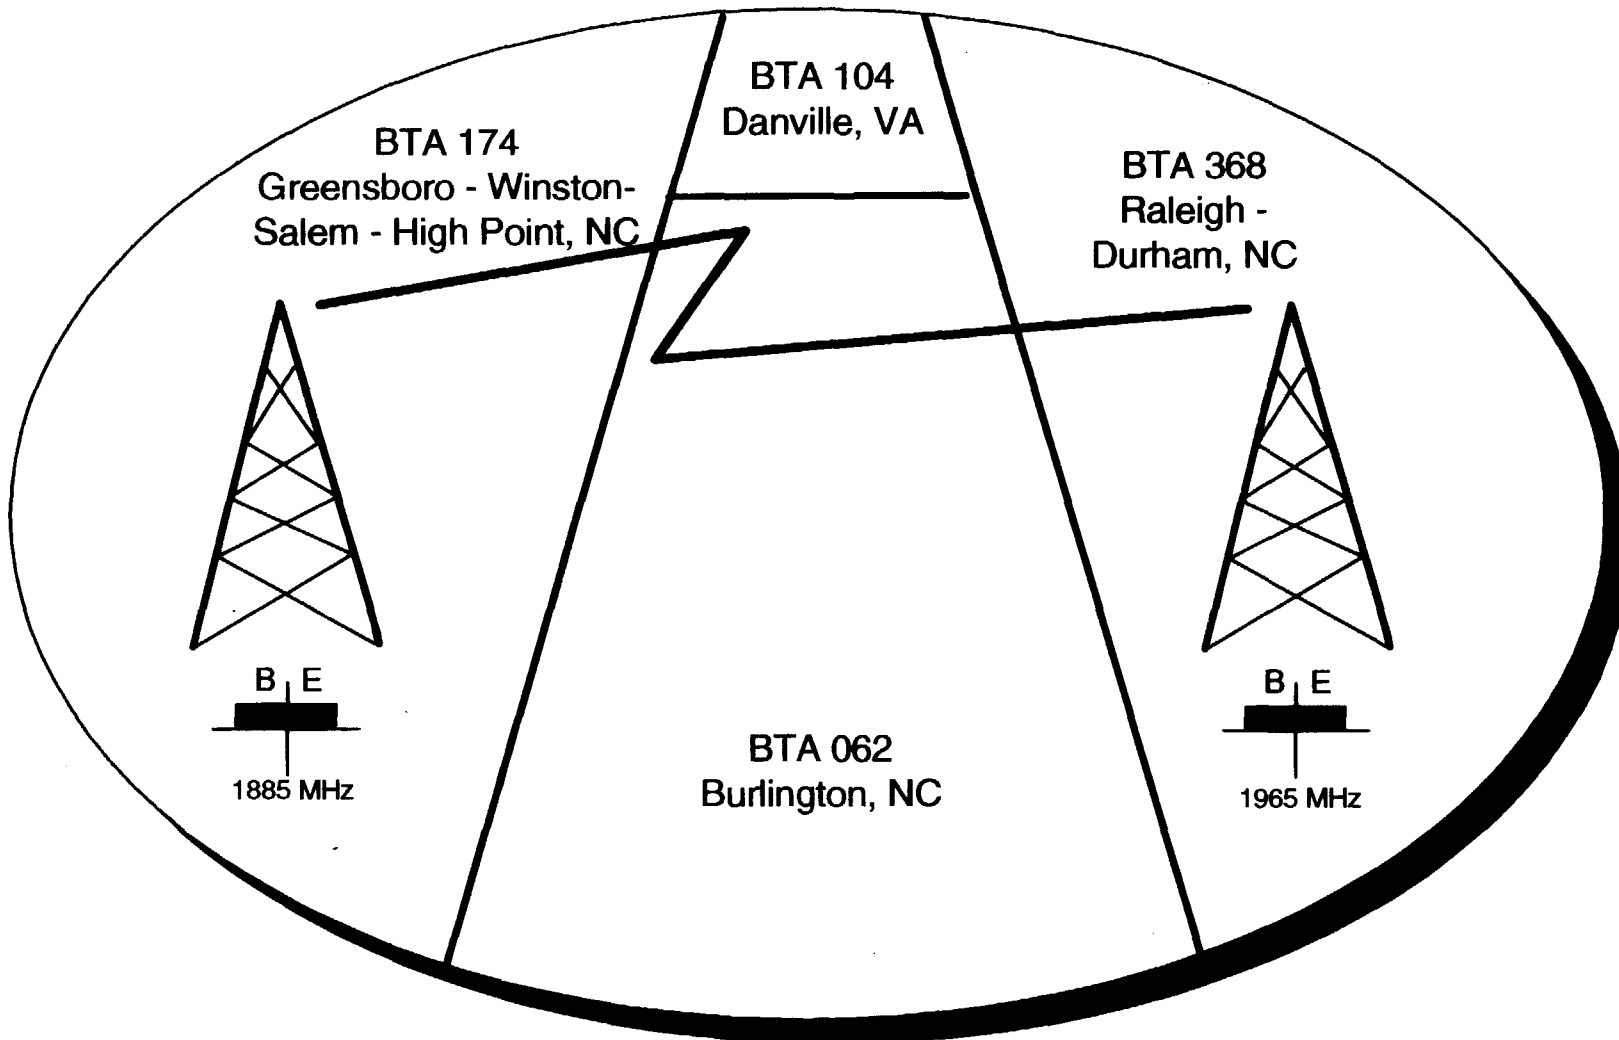 BTA 104
Danville, VA
BTA 174
Greensboro - Winston-
Salem - High Point, NC
BTA 368
Raleigh -
Durham, NC
B E
1885 MHz
B E
1965 MHz
BTA 062
Burlington, NC